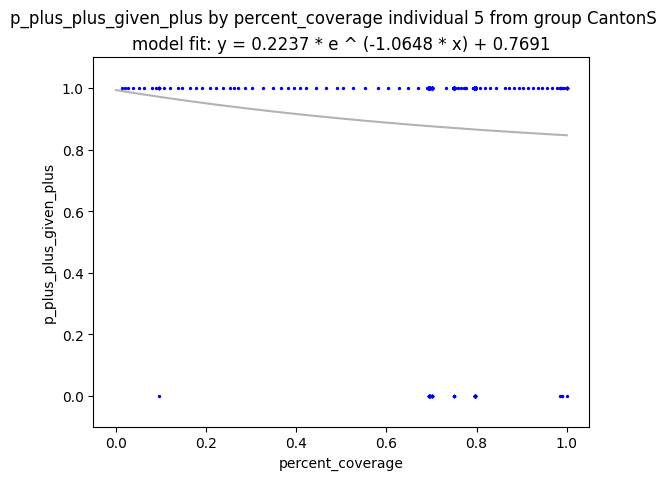 p_plus_plus_given_plus by percent_coverage individual 5 from group CantonS
model fit: y = 0.2237 * e ^ (-1.0648 * x) + 0.7691
1.0
0.8
0.6
0.4
0.2
0.0
p_plus_plus_given_plus
0.0 0.2 0.4 0.6 0.8 1.0
percent_coverage